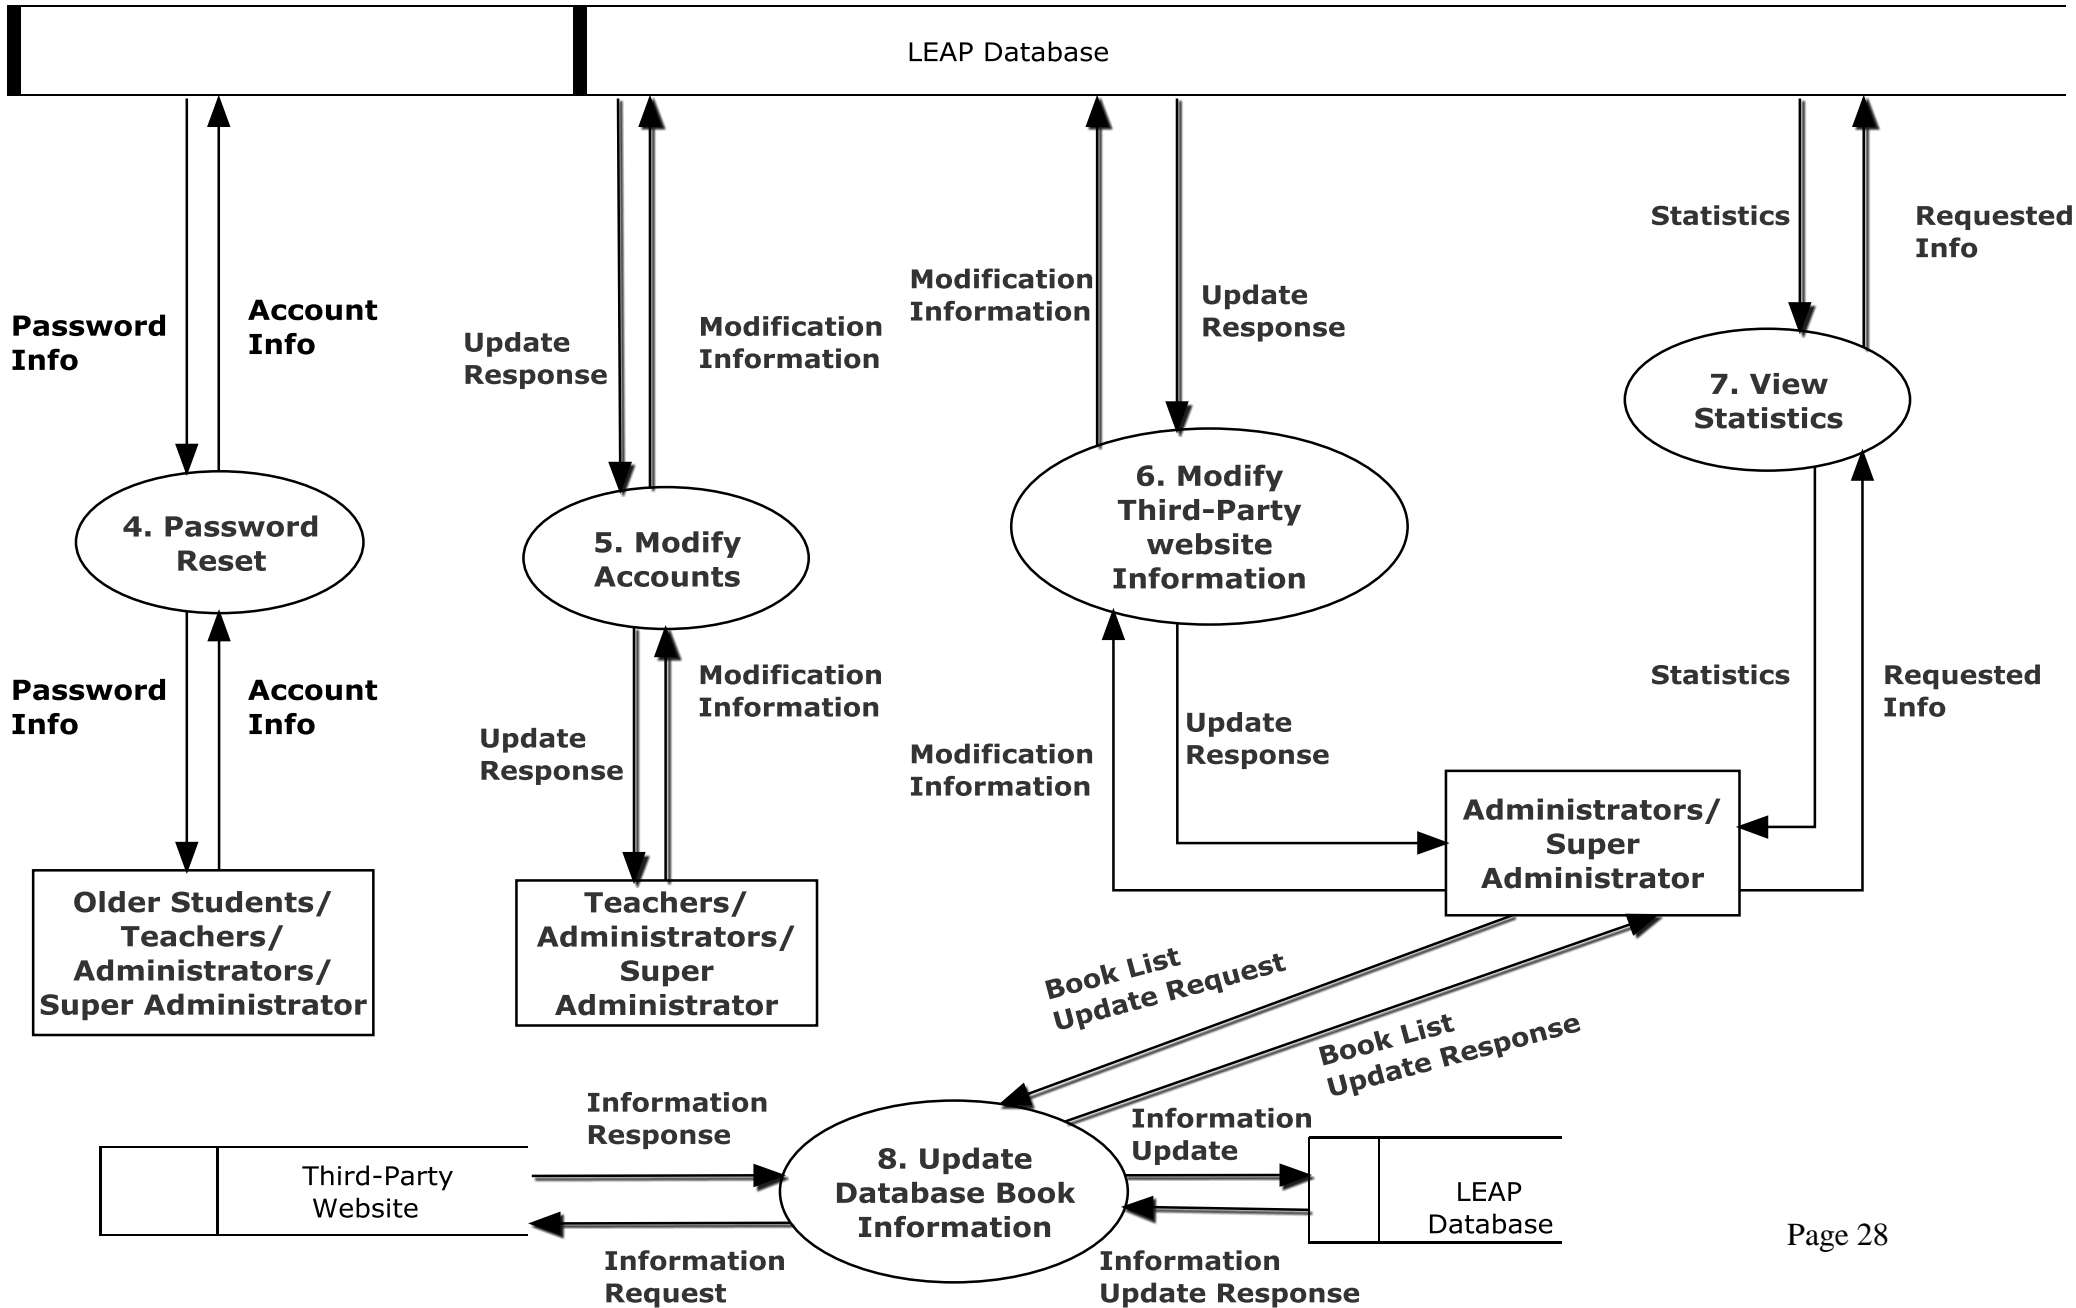 LEAP Database
Statistics
Requested
Info
Modification
Information
Update
Response
Password
Info
Account
Info
Update
Response
Modification
Information
7. View
Statistics
6. Modify
Third-Party
website
Information
4. Password
Reset
5. Modify
Accounts
Password
Info
Account
Info
Update
Response
Modification
Information
Modification
Information
Update
Response
Statistics
Requested
Info
Administrators/
Super
Administrator
Older Students/
Teachers/
Administrators/
Super Administrator
Teachers/
Administrators/
Super
Administrator
Book List
Update Request
Book List
Update Response
Information
Response
Information
Update
Third-Party
Website
8. Update
Database Book
Information
LEAP
Database
Information
Request
Information
Update Response
Page 28